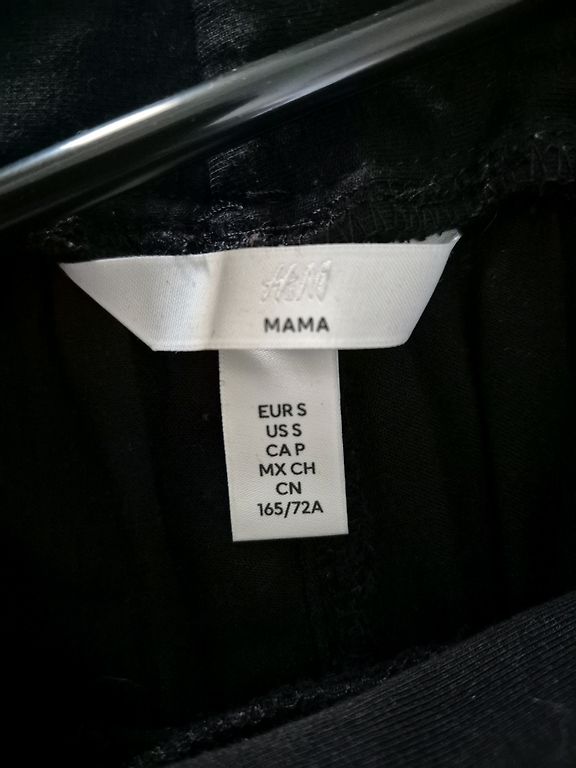 H&M
MAMA
EUR S
US S
CA P
MX CH
CN
165/72A